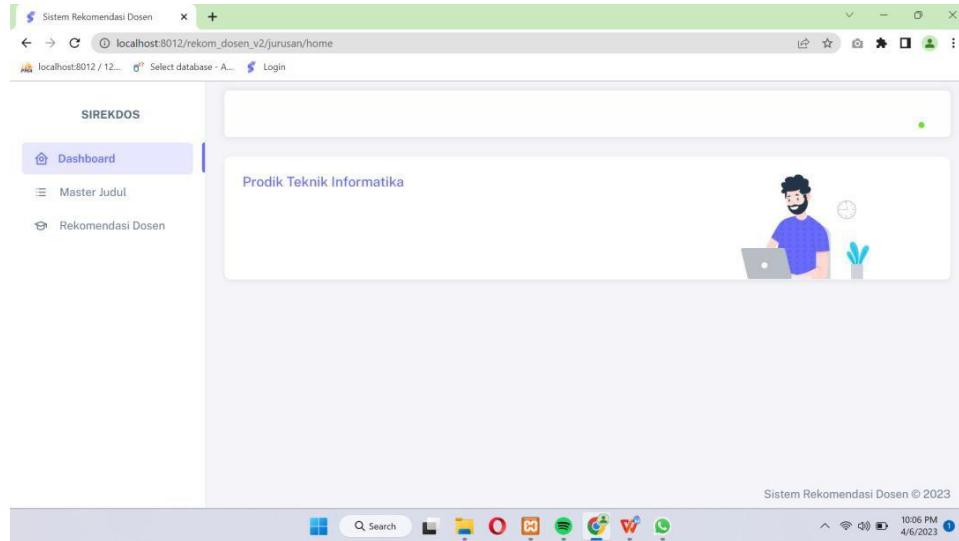 Sistem Rekomendasi Dosen
localhost:8012/rekom_dosen_v2/jurusan/home
localhost:8012 / 12... Select database - A... Login
SIREKDOS
Dashboard
Master Judul
Rekomendasi Dosen
Prodik Teknik Informatika
Sistem Rekomendasi Dosen © 2023
Search
10:06 PM
4/6/2023
1